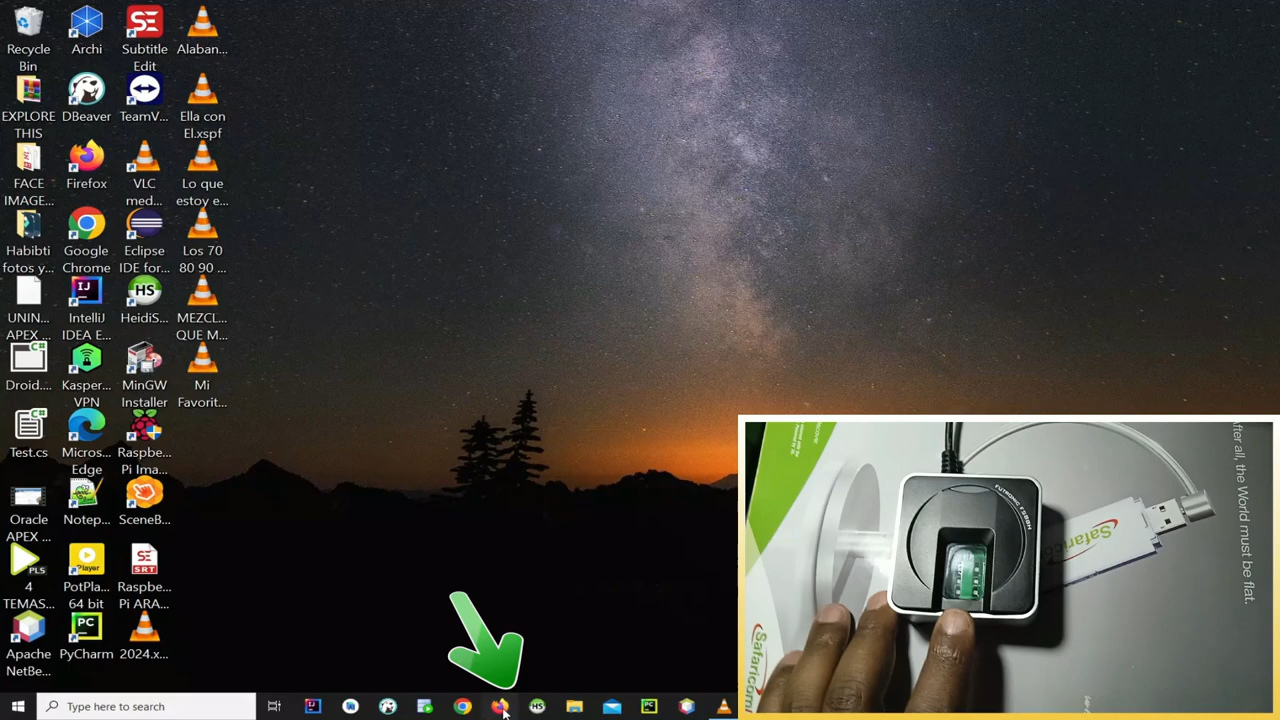 Recycle
Bin
Archi
Subtitle
Edit
Alaban...
EXPLORE
THIS
DBeaver
TeamV...
Ella con
El.xspf
FACE
IMAGE...
Firefox
VLC
med...
Lo que
estoy e...
Habibti
fotos y...
Google
Chrome
Eclipse
IDE for...
Los 70
80 90 ...
UNIN...
APEX ...
IntelliJ
IDEA E...
HeidiS...
MEZCL...
QUE M...
Droid....
Kasper...
VPN
MinGW
Installer
Mi
Favorit...
Test.cs
Micros...
Edge
Raspbe...
Pi Ima...
Oracle
APEX ...
Notep...
SceneB...
4
TEMAS...
PotPla...
64 bit
Raspbe...
Pi ARA...
Apache
NetBe...
PyCharm
2024.x...
Type here to search
FUTRONIC FS88H
Safaricom
Safaricom
After all, the World must be flat.